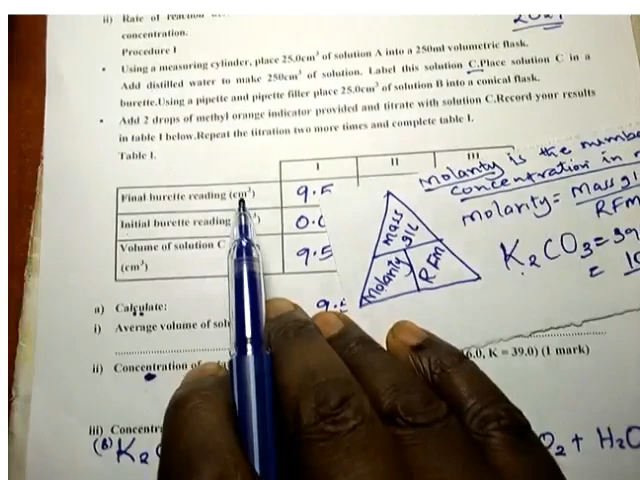 ii) Rate of reaction
2021
concentration.
Procedure I
• Using a measuring cylinder, place 25.0cm³ of solution A into a 250ml volumetric flask.
Add distilled water to make 250cm³ of solution. Label this solution C.Place solution C in a
burette.Using a pipette and pipette filler place 25.0cm³ of solution B into a conical flask.
• Add 2 drops of methyl orange indicator provided and titrate with solution C.Record your results
in table I below.Repeat the titration two more times and complete table I.
Table I.
I II III
Final burette reading (cm³) 9.5
Initial burette reading 0.0
Volume of solution C 9.5
(cm³)
Molarity is the number
concentration in
Molarity = Mass g/L
RFM
K₂CO₃ = 39
=
Mass g/L
Molarity
RFM
a) Calculate:
i) Average volume of
ii) Concent
6.0, K = 39.0) (1 mark)
iii) Concentr
(B) K₂
O₂ + H₂O